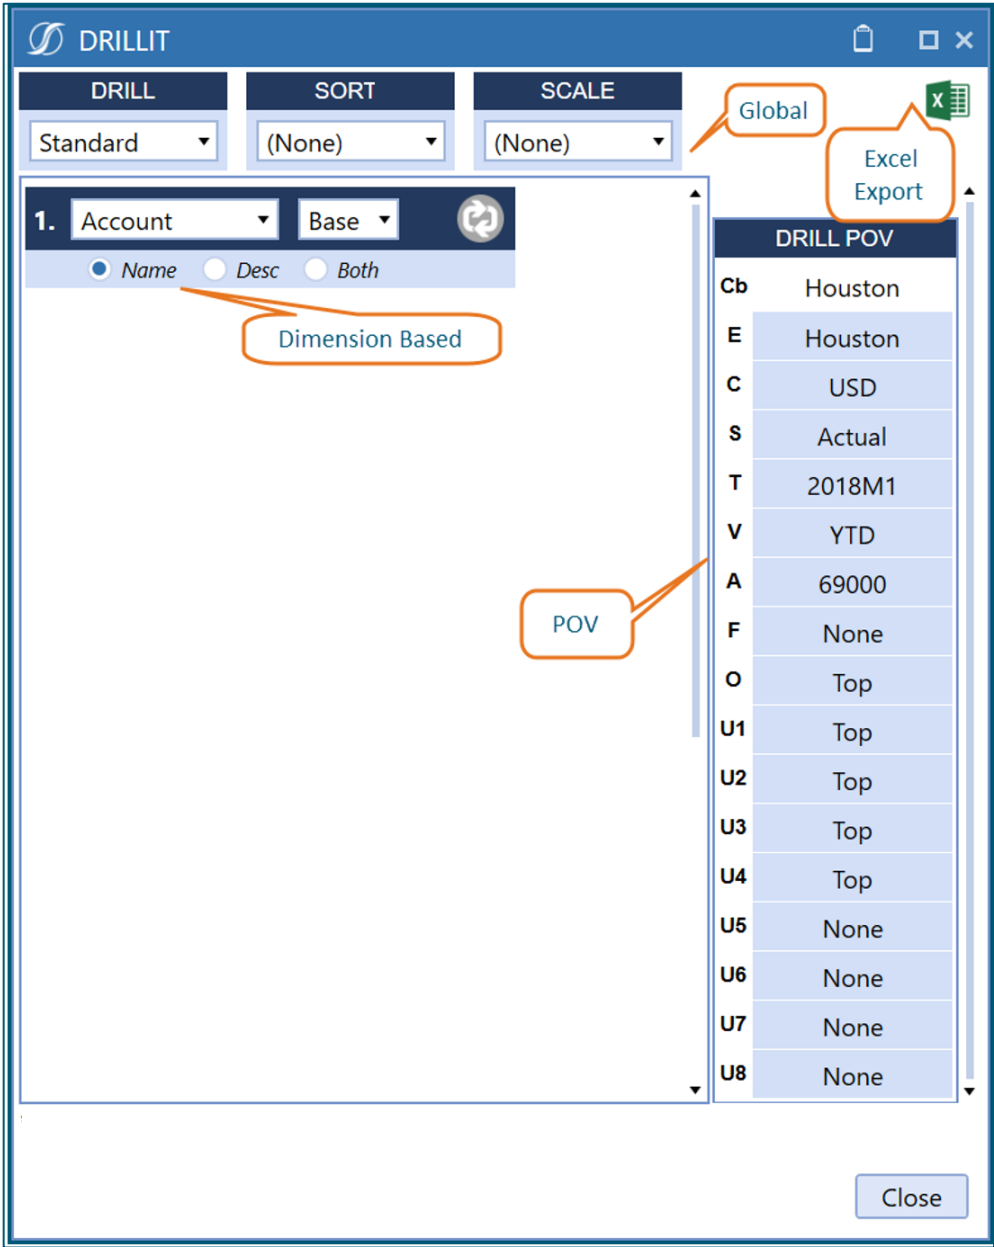 DRILLIT
DRILL SORT SCALE
Standard (None) (None)
Global
Excel
Export
1. Account Base
Name Desc Both
Dimension Based
POV
DRILL POV
Cb Houston
E Houston
C USD
S Actual
T 2018M1
V YTD
A 69000
F None
O Top
U1 Top
U2 Top
U3 Top
U4 Top
U5 None
U6 None
U7 None
U8 None
Close